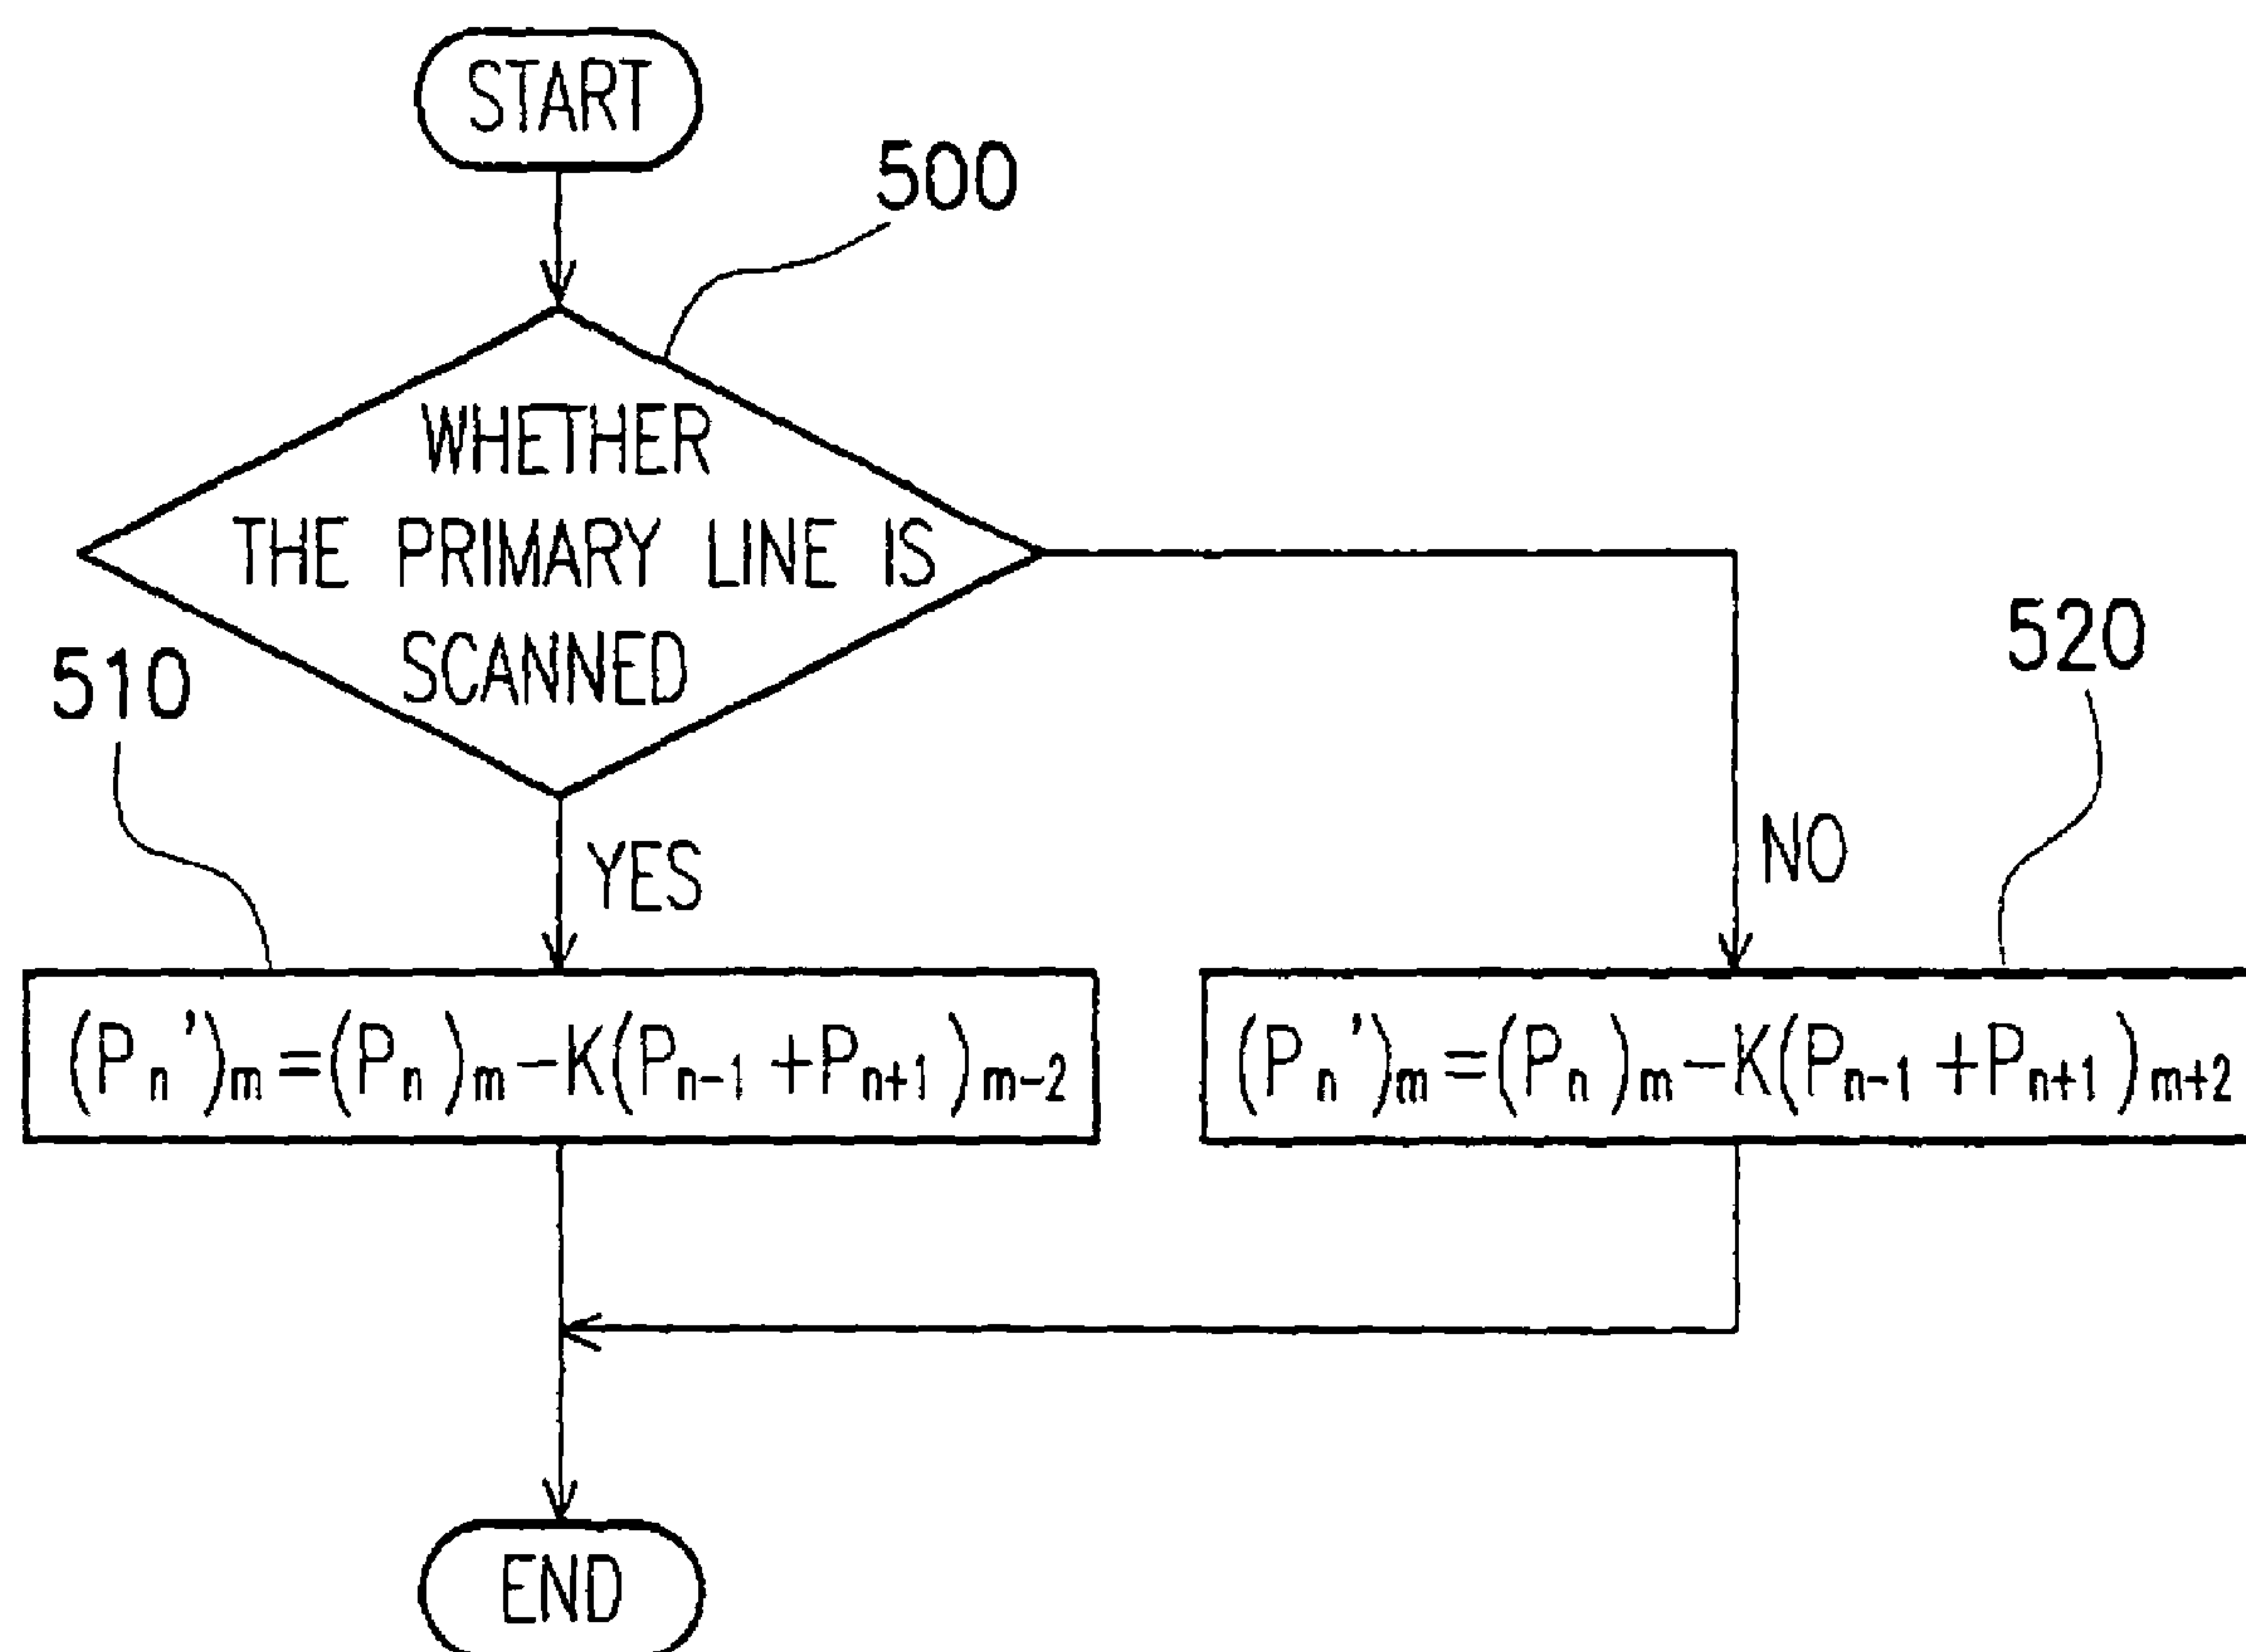 START
500
WHETHER
THE PRIMARY LINE IS
SCANNED
510
520
YES
NO
(Pn')m=(Pn)m-K(Pn-1+Pn+1)m-2
(Pn')m=(Pn)m-K(Pn-1+Pn+1)m+2
END